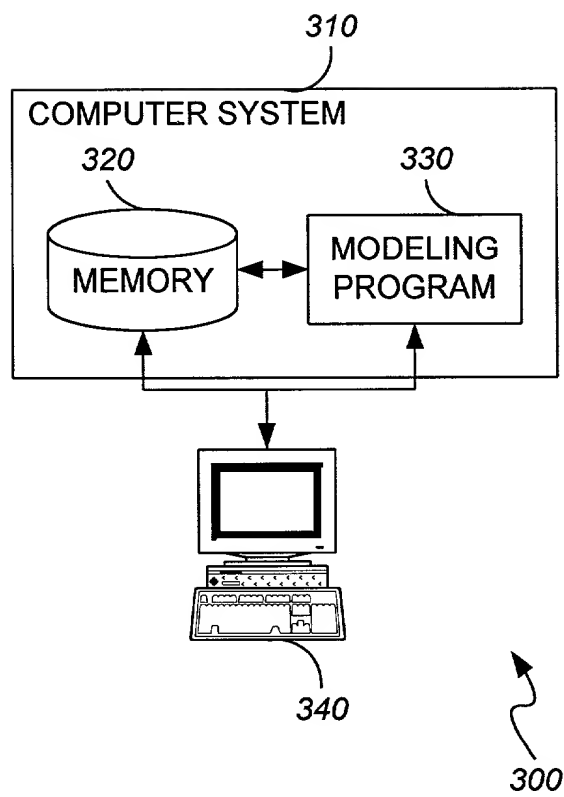 310
COMPUTER SYSTEM
320
330
MEMORY
MODELING
PROGRAM
340
300